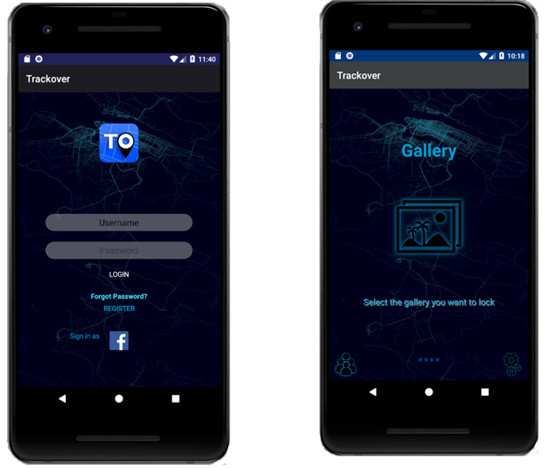 11:40
Trackover
TO
Username
Password
LOGIN
Forgot Password?
REGISTER
Sign in as
f
10:18
Trackover
Gallery
Select the gallery you want to lock